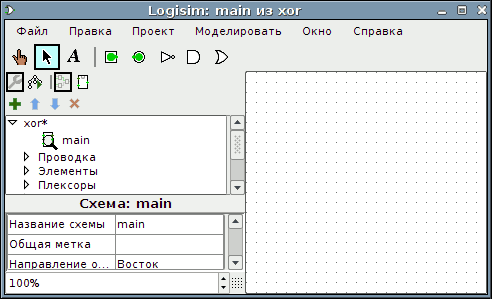 Logisim: main из xor
Файл Правка Проект Моделировать Окно Справка
A
xor*
main
Проводка
Элементы
Плексоры
Схема: main
Название схемы main
Общая метка
Направление о... Восток
100%